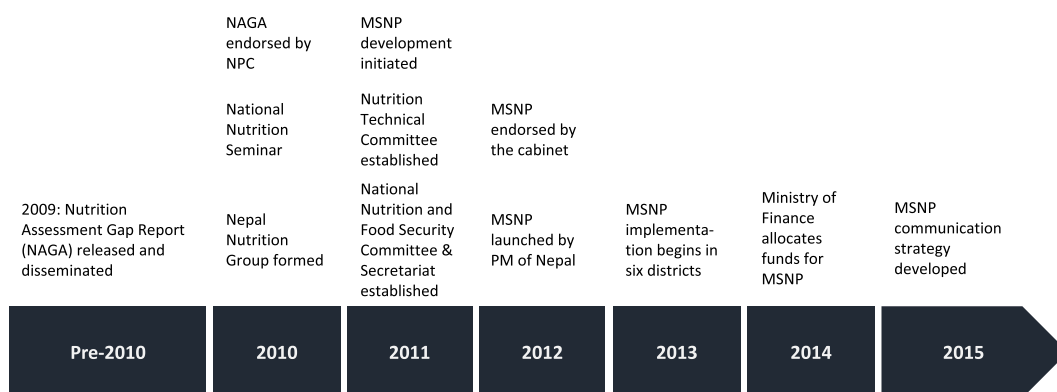 NAGA
endorsed by
NPC
MSNP
development
initiated
National
Nutrition
Seminar
Nutrition
Technical
Committee
established
MSNP
endorsed by
the cabinet
2009: Nutrition
Assessment Gap Report
(NAGA) released and
disseminated
Nepal
Nutrition
Group formed
National
Nutrition and
Food Security
Committee &
Secretariat
established
MSNP
launched by
PM of Nepal
MSNP
implementa-
tion begins in
six districts
Ministry of
Finance
allocates
funds for
MSNP
MSNP
communication
strategy
developed
Pre-2010
2010
2011
2012
2013
2014
2015